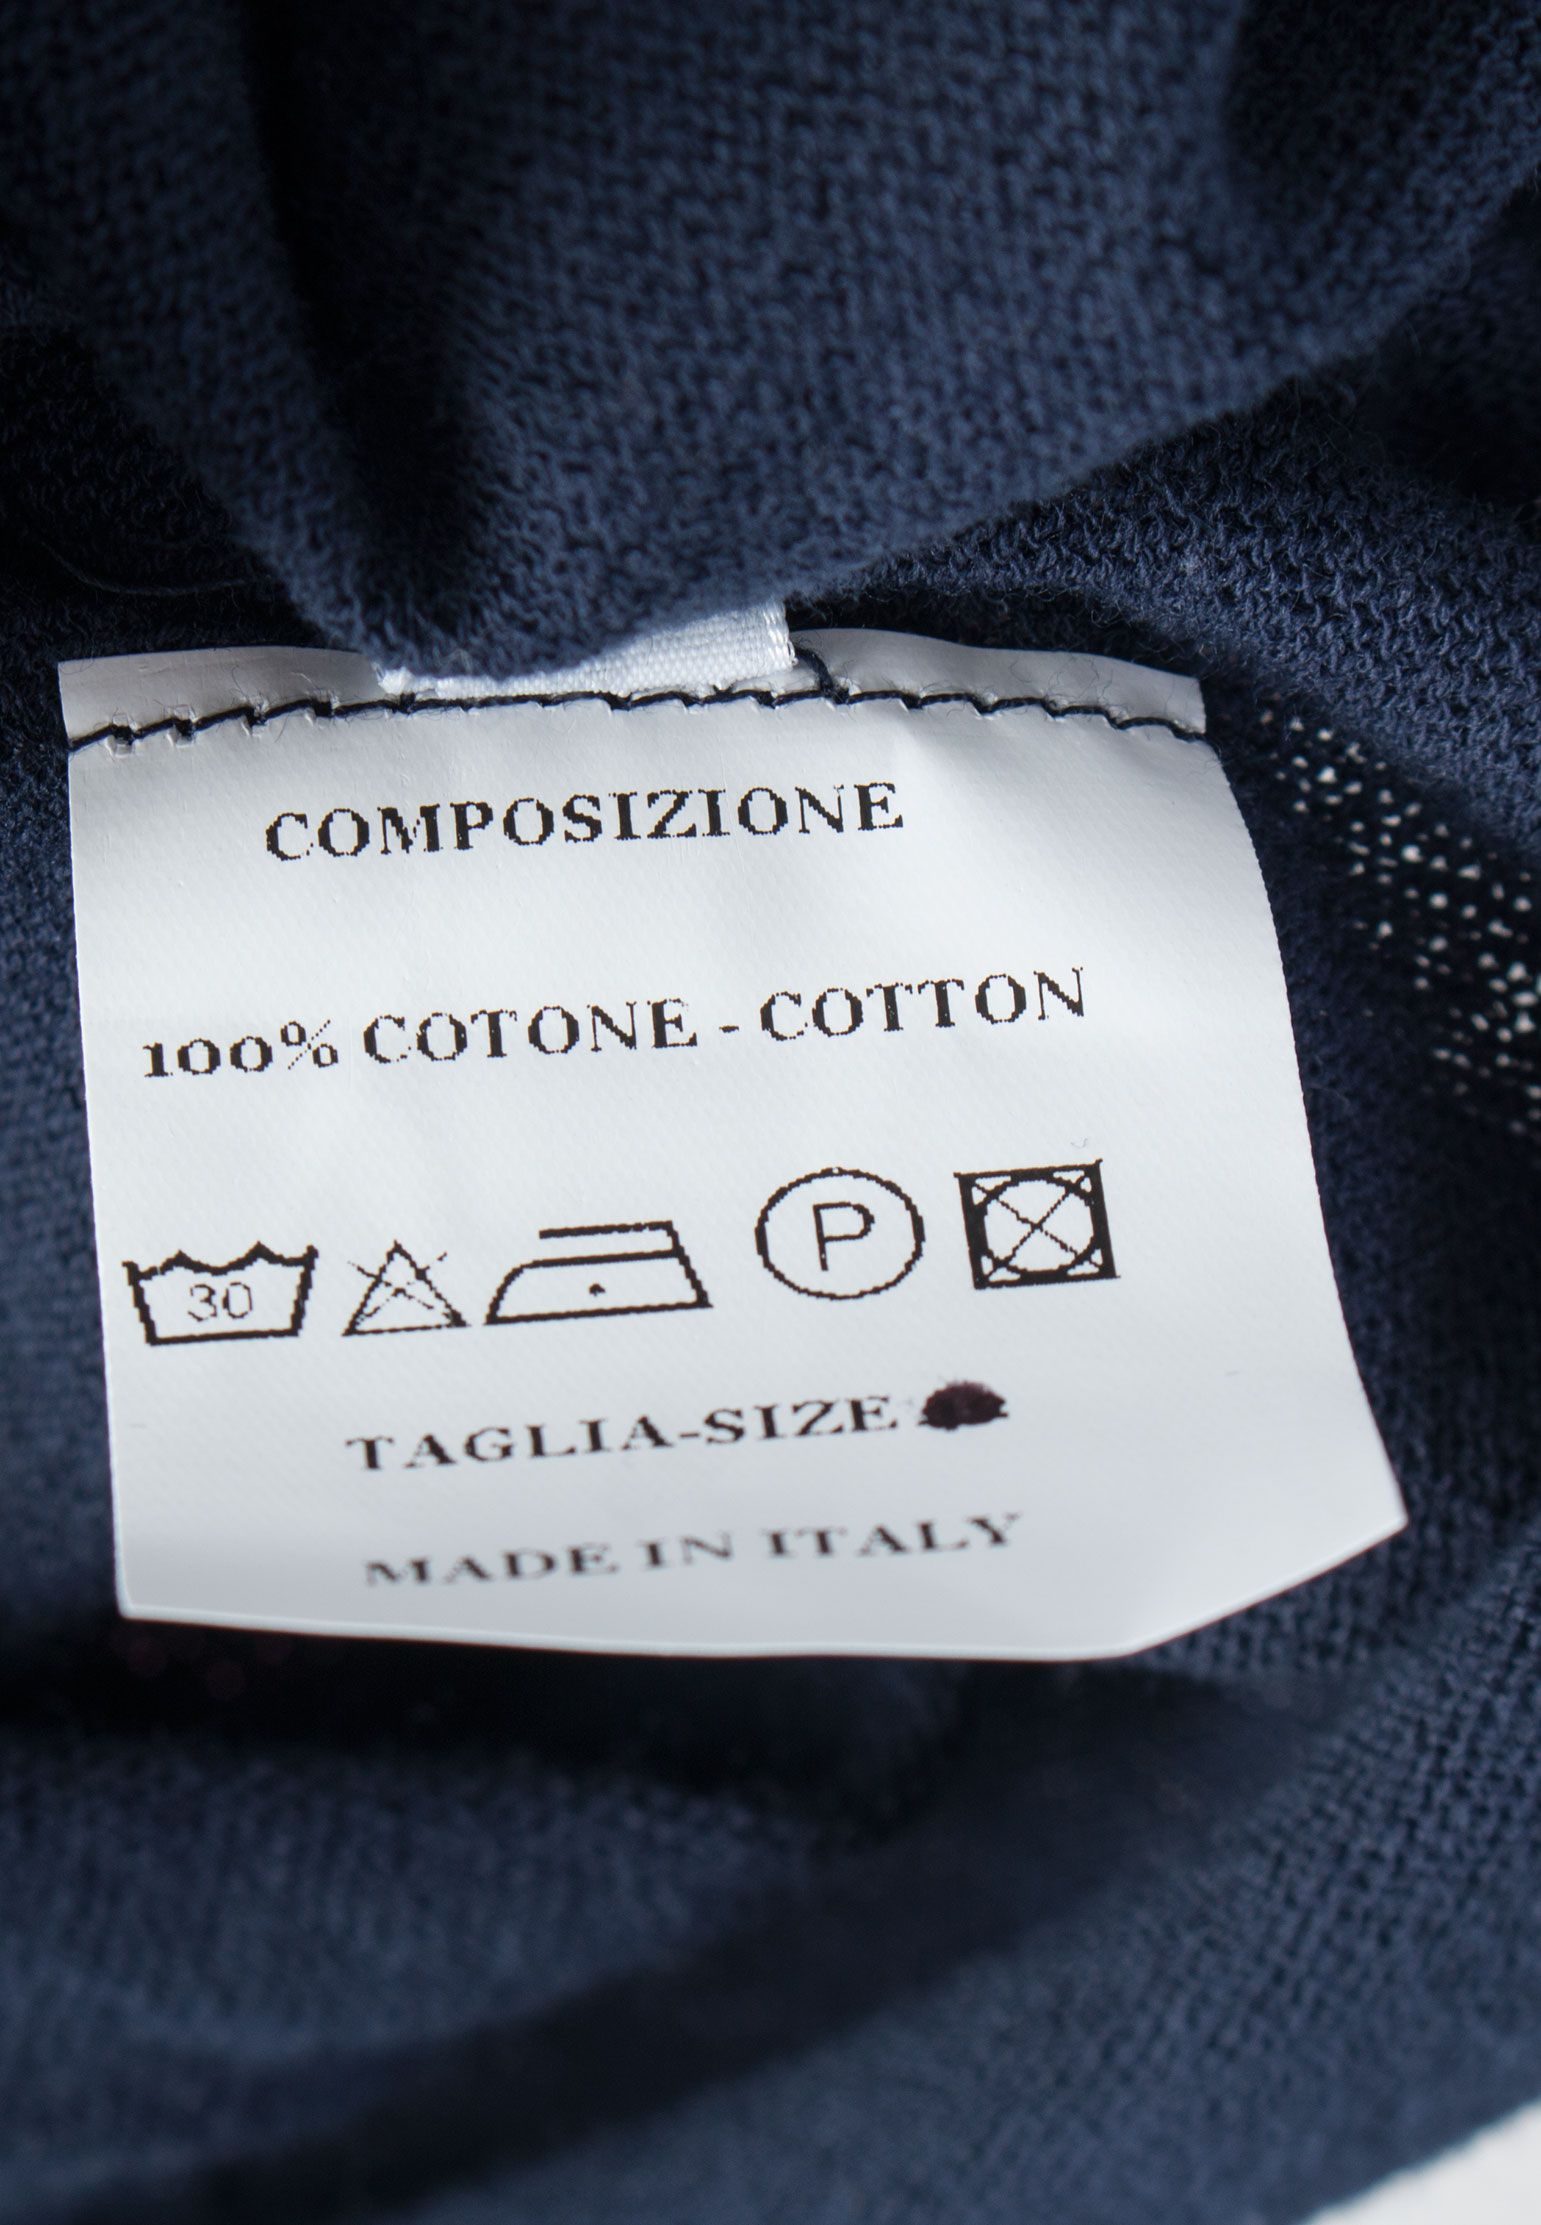 COMPOSIZIONE
100% COTONE - COTTON
30 P
TAGLIA-SIZE
MADE IN ITALY